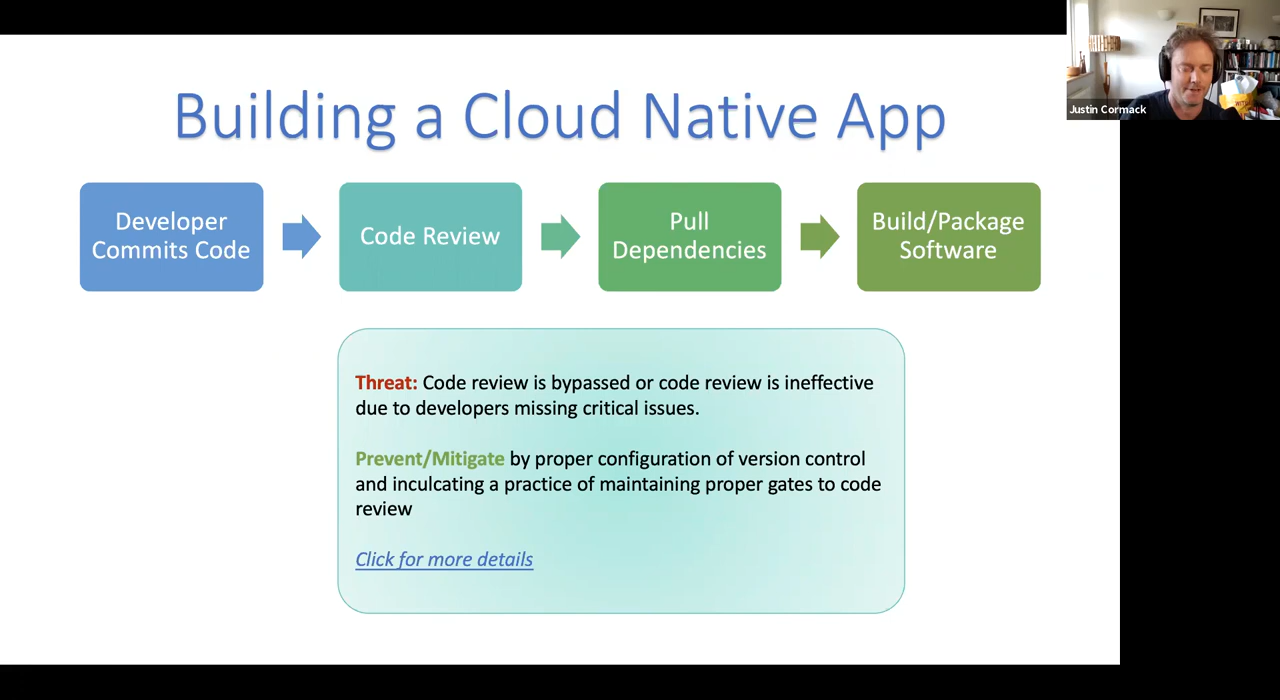 Building a Cloud Native App
Justin Cormack
Developer
Commits Code
Code Review
Pull
Dependencies
Build/Package
Software
Threat: Code review is bypassed or code review is ineffective
due to developers missing critical issues.
Prevent/Mitigate by proper configuration of version control
and inculcating a practice of maintaining proper gates to code
review
Click for more details